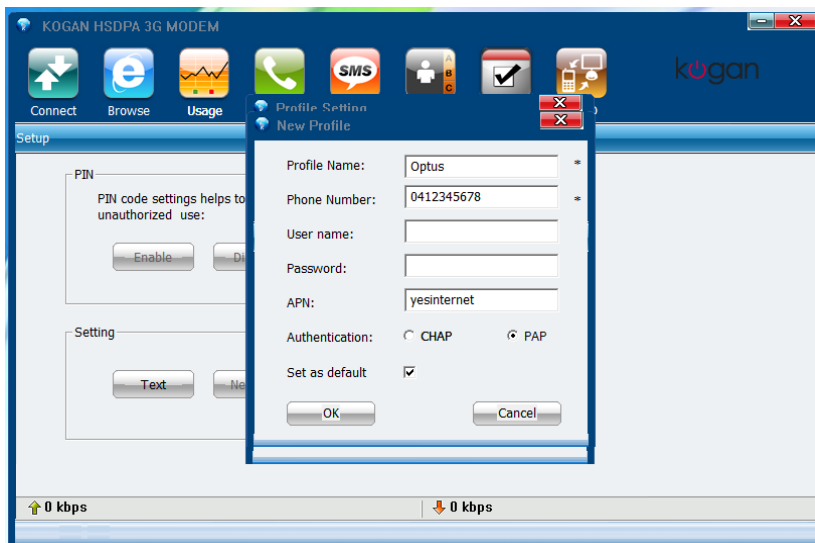 KOGAN HSDPA 3G MODEM
SMS
A
B
C
kogan
Connect
Browse
Usage
Profile Setting
New Profile
Setup
PIN
PIN code settings helps to
unauthorized use:
Enable
Di
Setting
Text
Ne
Profile Name:
Optus
*
Phone Number:
0412345678
*
User name:
Password:
APN:
yesinternet
Authentication:
CHAP
PAP
Set as default
OK
Cancel
0 kbps
0 kbps